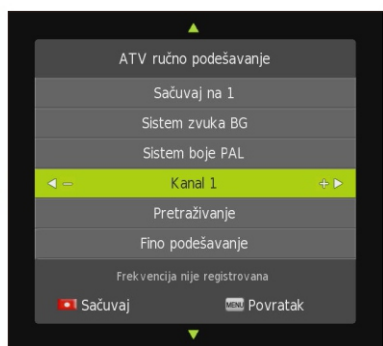 ATV ručno podešavanje
Sačuvaj na 1
Sistem zvuka BG
Sistem boje PAL
Kanal 1
Pretraživanje
Fino podešavanje
Frekvencija nije registrovana
Sačuvaj MENU Povratak